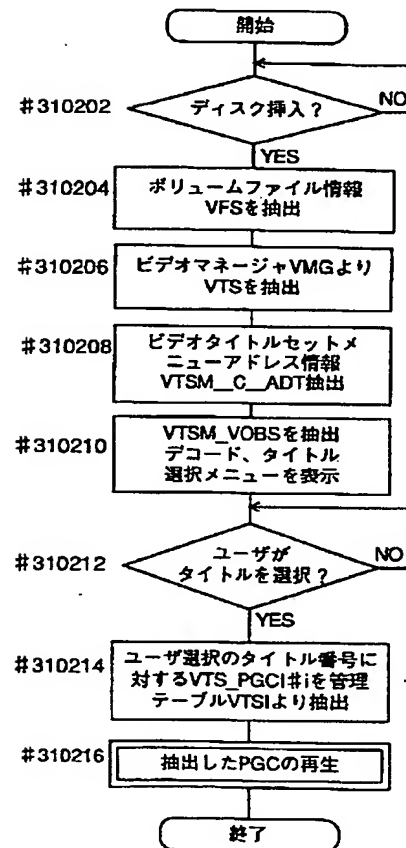 開始
#310202
ディスク挿入？
NO
YES
#310204
ボリュームファイル情報
VFSを抽出
#310206
ビデオマネージャVMGより
VTSを抽出
#310208
ビデオタイトルセットメ
ニューアドレス情報
VTSM__C__ADT抽出
#310210
VTSM_VOBSを抽出
デコード、タイトル
選択メニューを表示
#310212
ユーザが
タイトルを選択？
NO
YES
#310214
ユーザ選択のタイトル番号に
対するVTS_PGCI#iを管理
テーブルVTSIより抽出
#310216
抽出したPGCの再生
終了